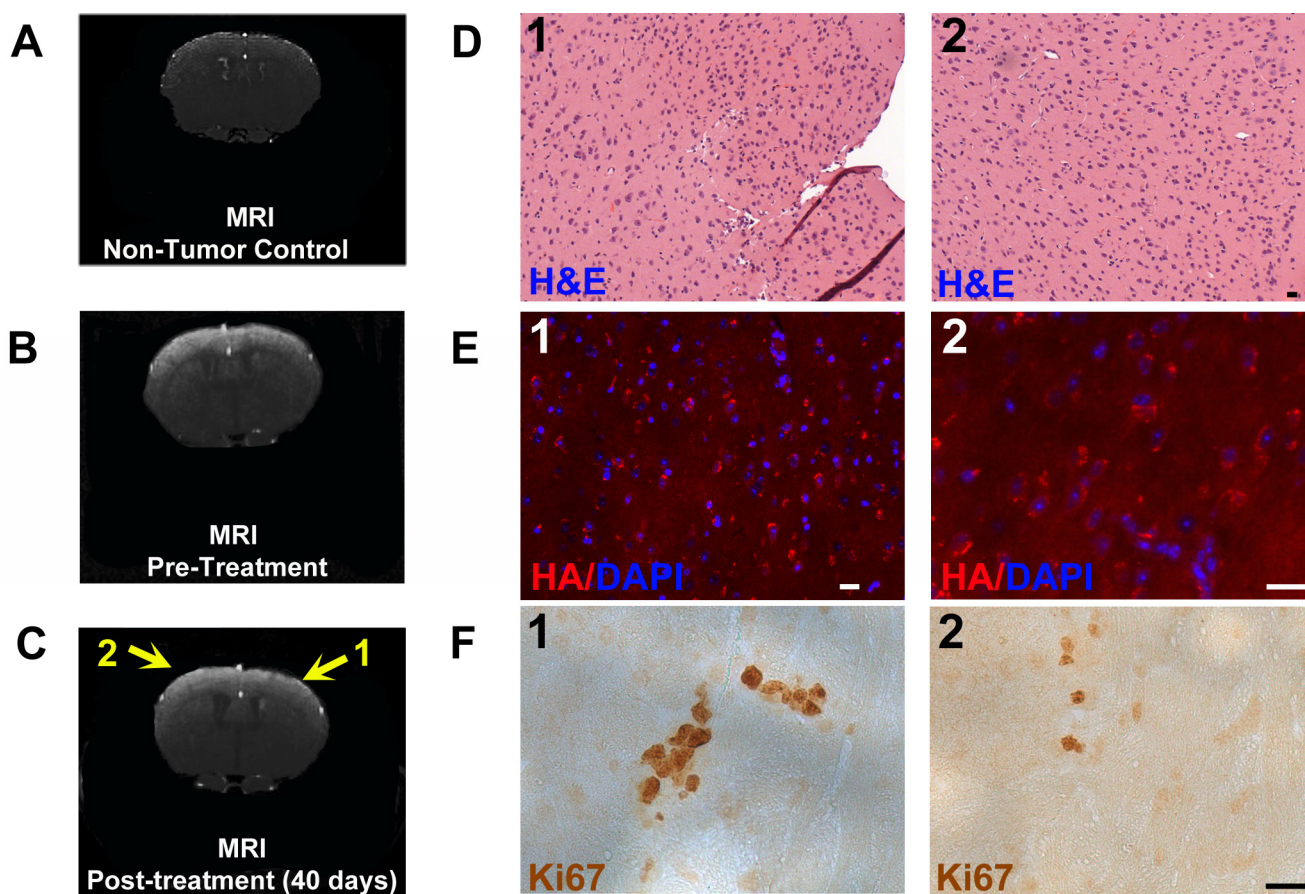 A
MRI
Non-Tumor Control
B
MRI
Pre-Treatment
C
2
1
MRI
Post-treatment (40 days)
D
1
H&E
2
H&E
E
1
HA/DAPI
2
HA/DAPI
F
1
Ki67
2
Ki67